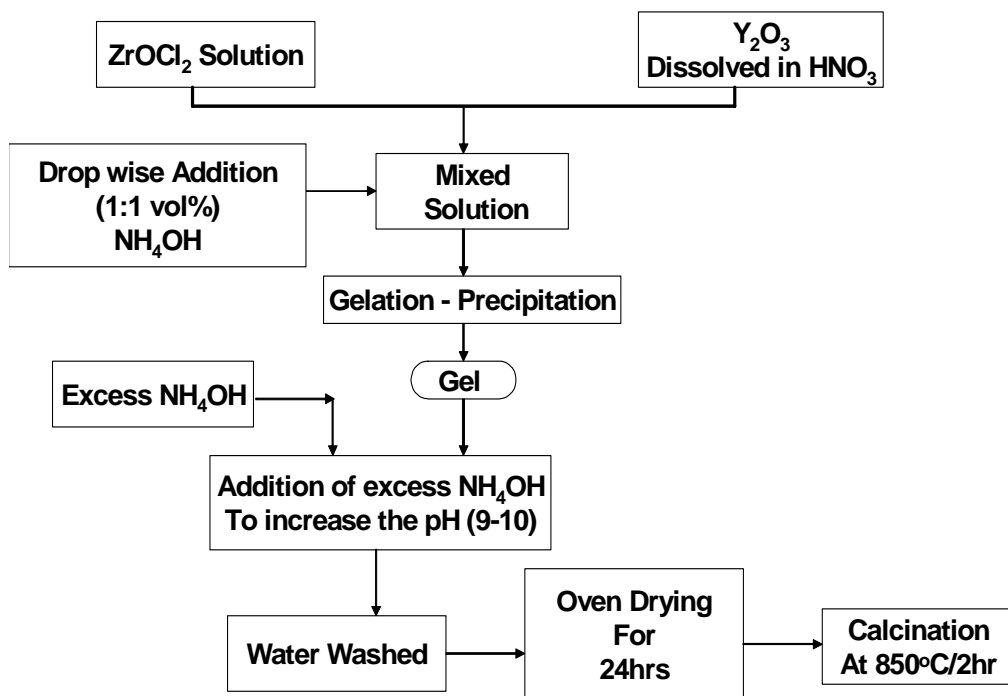 ZrOCl₂ Solution
Y₂O₃
Dissolved in HNO₃
Drop wise Addition
(1:1 vol%)
NH₄OH
Mixed
Solution
Gelation - Precipitation
Gel
Excess NH₄OH
Addition of excess NH₄OH
To increase the pH (9-10)
Water Washed
Oven Drying
For
24hrs
Calcination
At 850°C/2hr